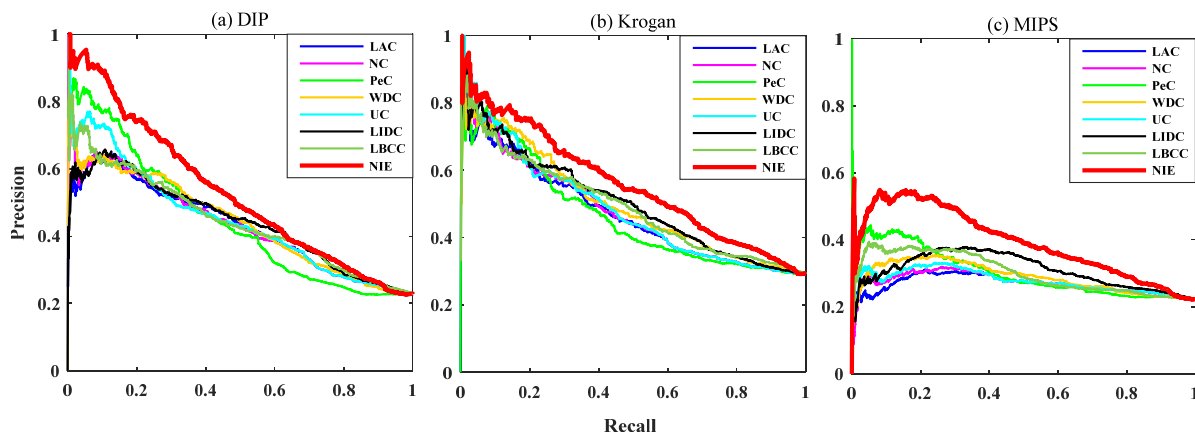 (a) DIP
(b) Krogan
(c) MIPS
Precision
1
0.8
0.6
0.4
0.2
0
0
0.2
0.4
0.6
0.8
1
LAC
NC
PeC
WDC
UC
LIDC
LBCC
NIE
1
0.8
0.6
0.4
0.2
0
0
0.2
0.4
0.6
0.8
1
LAC
NC
PeC
WDC
UC
LIDC
LBCC
NIE
1
0.8
0.6
0.4
0.2
0
0
0.2
0.4
0.6
0.8
1
LAC
NC
PeC
WDC
UC
LIDC
LBCC
NIE
Recall